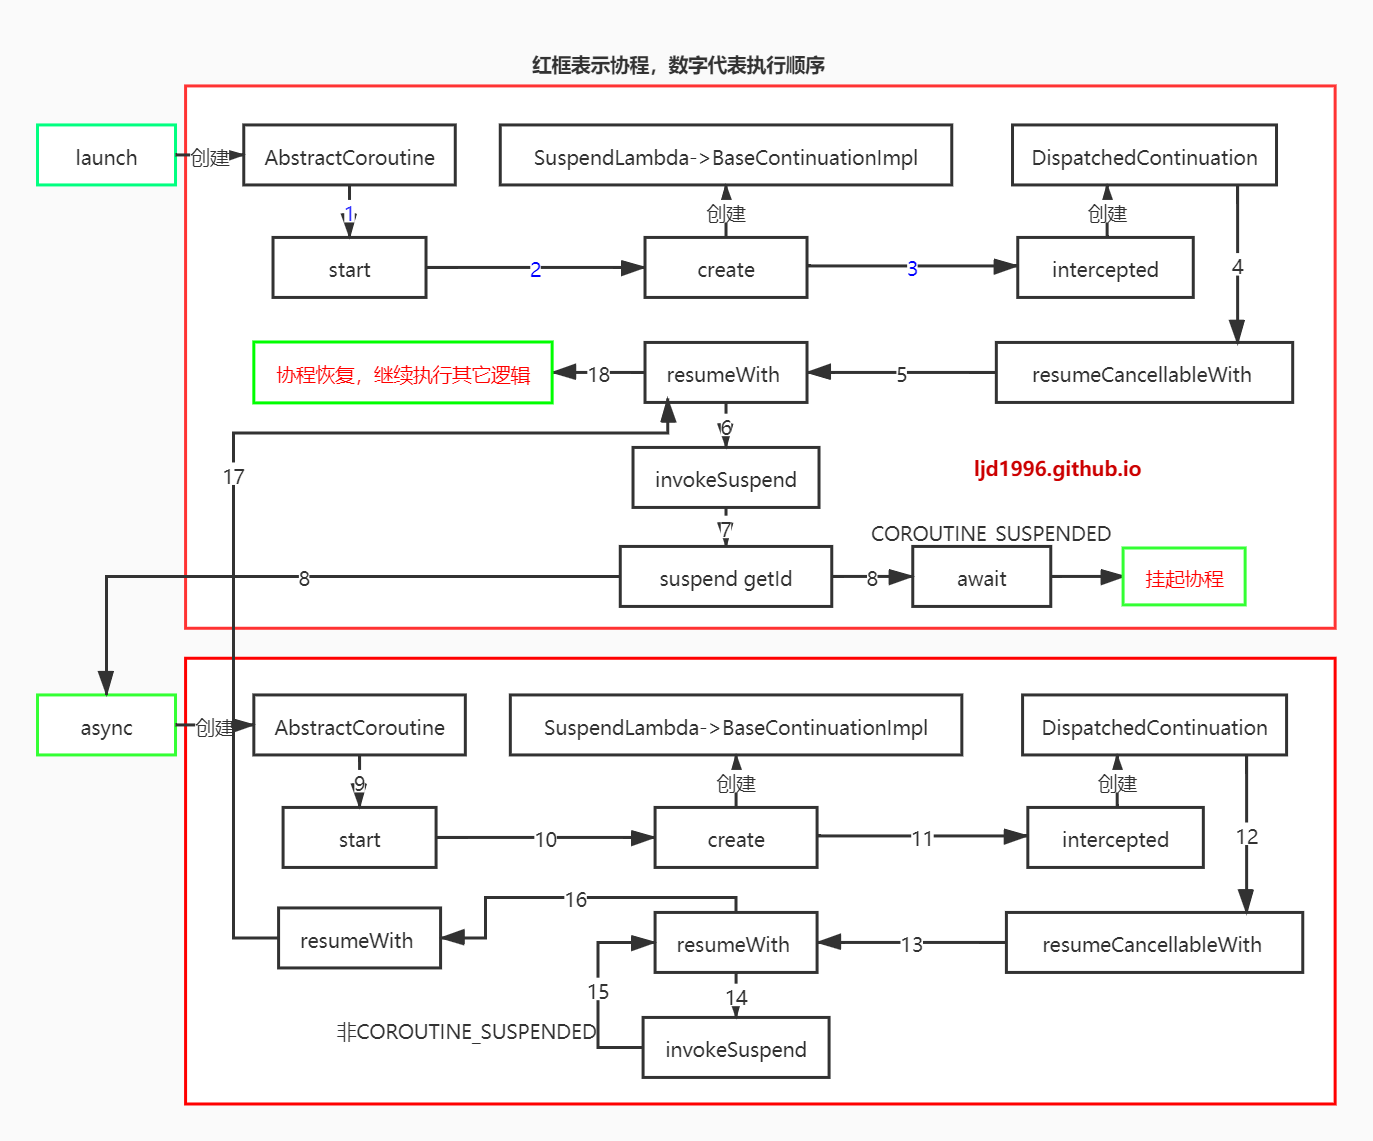 红框表示协程，数字代表执行顺序
launch
创建
AbstractCoroutine
SuspendLambda->BaseContinuationImpl
DispatchedContinuation
1
创建
创建
start
2
create
3
intercepted
4
协程恢复，继续执行其它逻辑
18
resumeWith
5
resumeCancellableWith
6
17
invokeSuspend
ljd1996.github.io
7
COROUTINE_SUSPENDED
8
suspend getId
8
await
挂起协程
async
创建
AbstractCoroutine
SuspendLambda->BaseContinuationImpl
DispatchedContinuation
9
创建
创建
start
10
create
11
intercepted
12
16
resumeWith
resumeWith
13
resumeCancellableWith
15
14
非COROUTINE_SUSPENDED
invokeSuspend